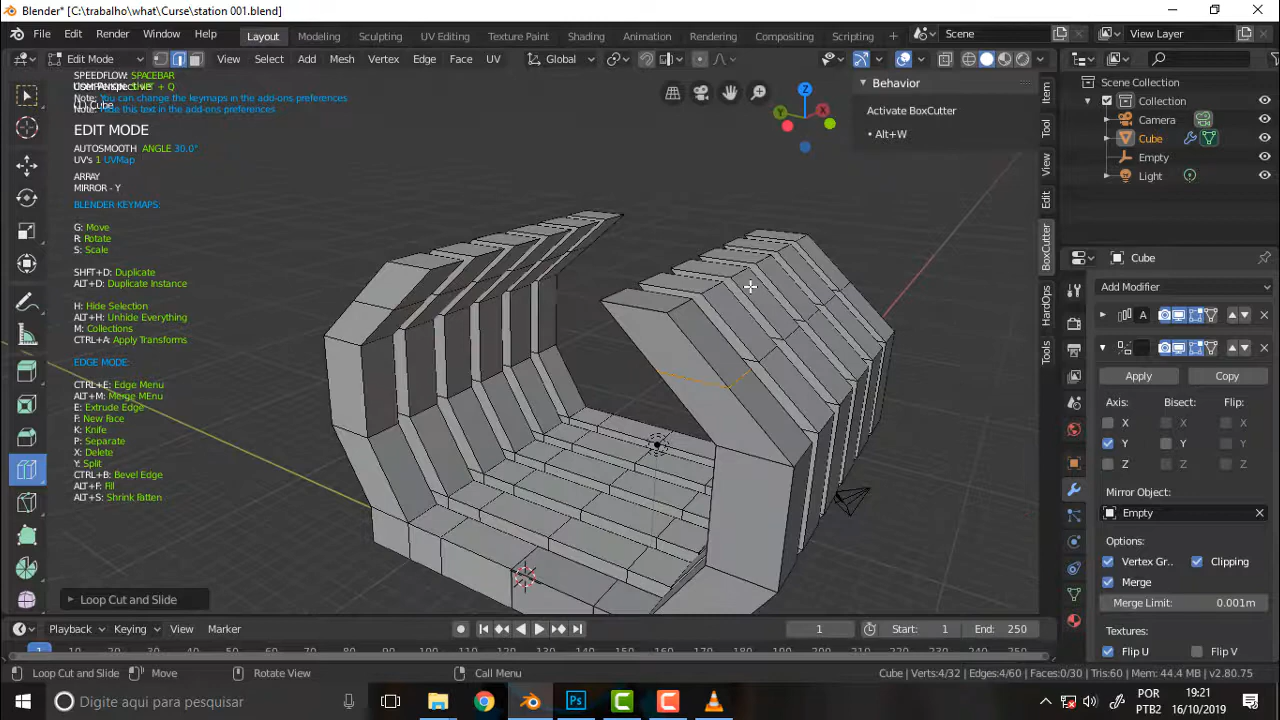 Blender* [C:\trabalho\what\Curse\station 001.blend]
File Edit Render Window Help Layout Modeling Sculpting UV Editing Texture Paint Shading Animation Rendering Compositing Scripting Scene View Layer
Edit Mode View Select Add Mesh Vertex Edge Face UV Global
SPEEDFLOW: SPACEBAR
Note: You can change the keymaps in the add-ons preferences
EDIT MODE
AUTOSMOOTH ANGLE 30.0°
UV's 1 UVMap
ARRAY
MIRROR - Y
BLENDER KEYMAPS:
G: Move
R: Rotate
S: Scale
SHFT+D: Duplicate
ALT+D: Duplicate Instance
H: Hide Selection
ALT+H: Unhide Everything
M: Collections
CTRL+A: Apply Transforms
EDGE MODE:
CTRL+E: Edge Menu
ALT+M: Merge MEnu
E: Extrude Edge
F: New Face
K: Knife
P: Separate
X: Delete
Y: Split
CTRL+B: Bevel Edge
ALT+F: Fill
ALT+S: Shrink Fatten
Loop Cut and Slide
Z
X
Y
Behavior
Activate BoxCutter
• Alt+W
Item
Tool
View
Edit
BoxCutter
HardOps
Tools
Scene Collection
Collection
Camera
Cube
Empty
Light
Cube
Add Modifier
A
Apply Copy
Axis: Bisect: Flip:
X X X
Y Y Y
Z Z Z
Mirror Object:
Empty
Options:
Vertex Gr... Clipping
Merge
Merge Limit: 0.001m
Textures:
Flip U Flip V
Playback Keying View Marker 1 Start: 1 End: 250
Loop Cut and Slide Move Rotate View Call Menu Cube | Verts:4/32 | Edges:4/60 | Faces:0/30 | Tris:60 | Mem: 44.4 MB | v2.80.75
Digite aqui para pesquisar
POR
PTB2
19:21
16/10/2019